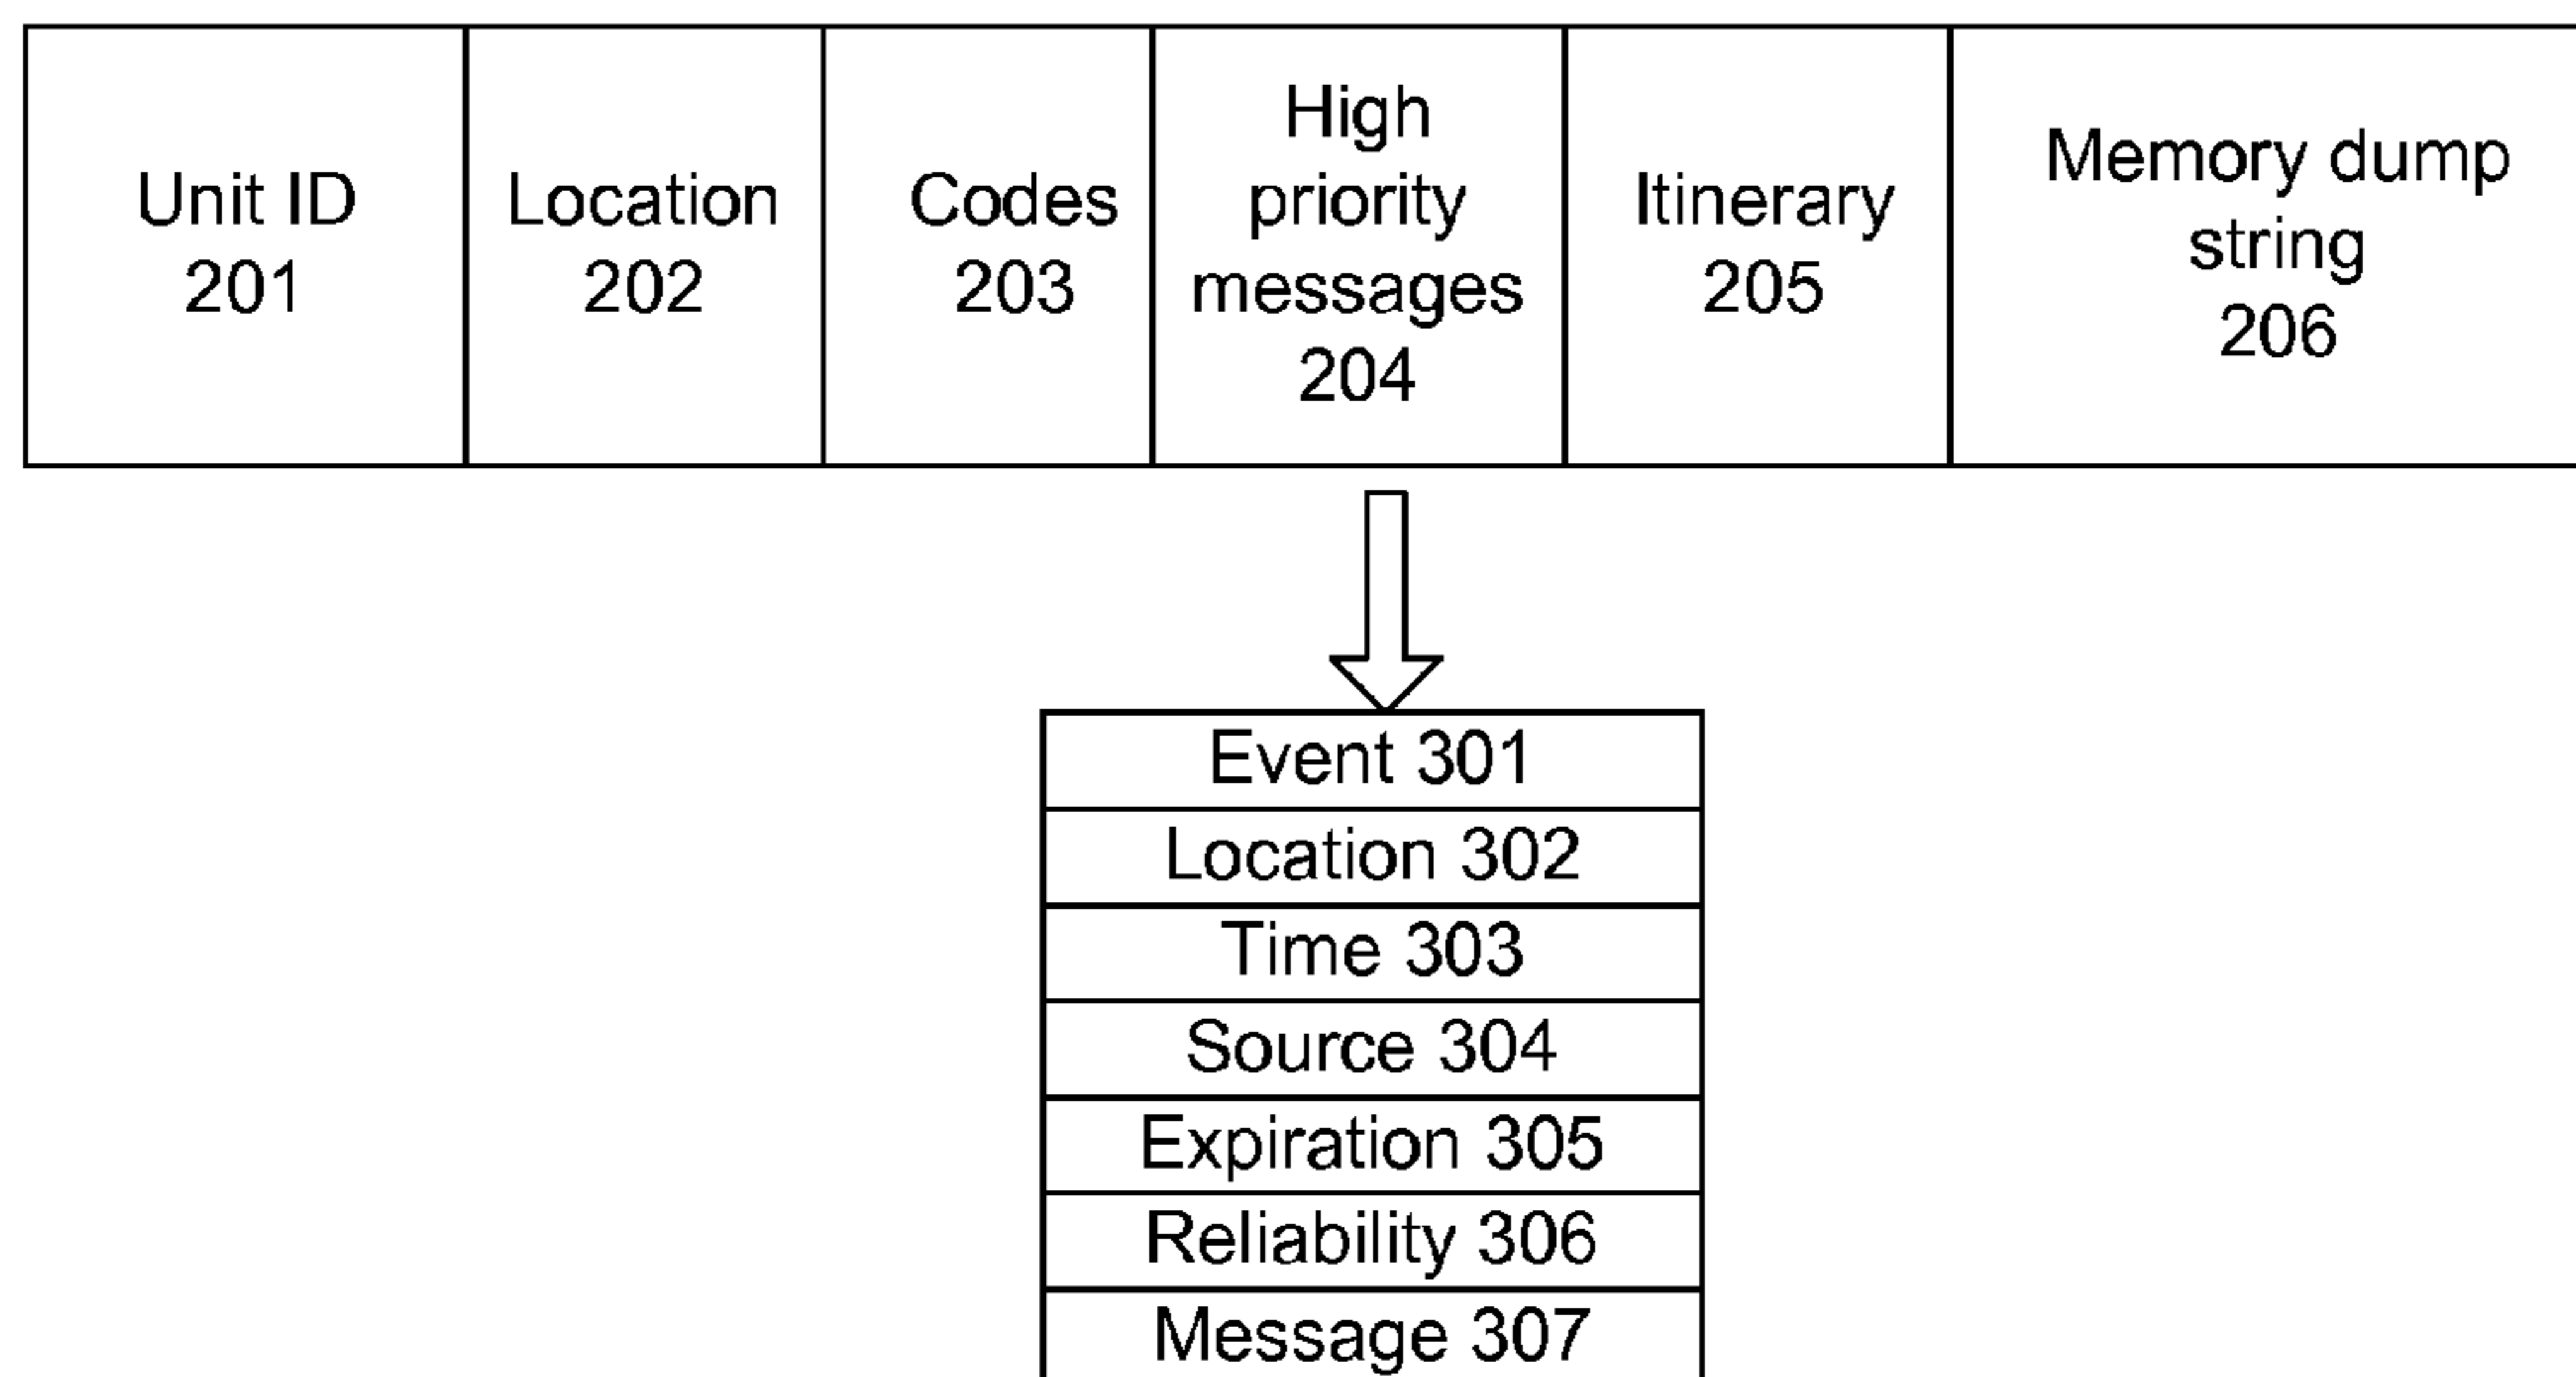 Unit ID
201
Location
202
Codes
203
High
priority
messages
204
Itinerary
205
Memory dump
string
206
Event 301
Location 302
Time 303
Source 304
Expiration 305
Reliability 306
Message 307